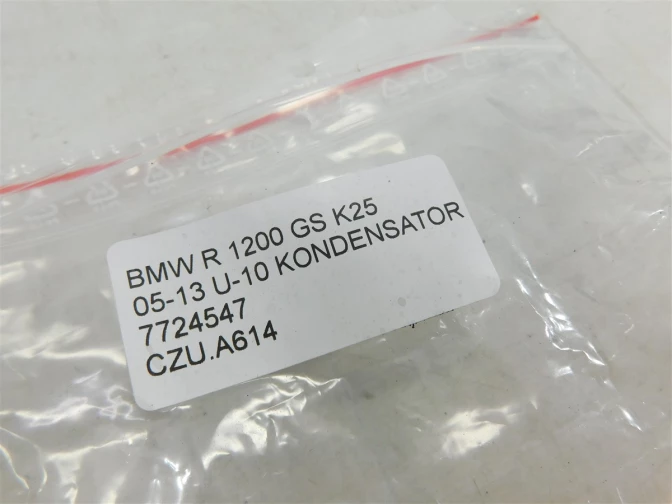 BMW R 1200 GS K25
05-13 U-10 KONDENSATOR
7724547
CZU.A614